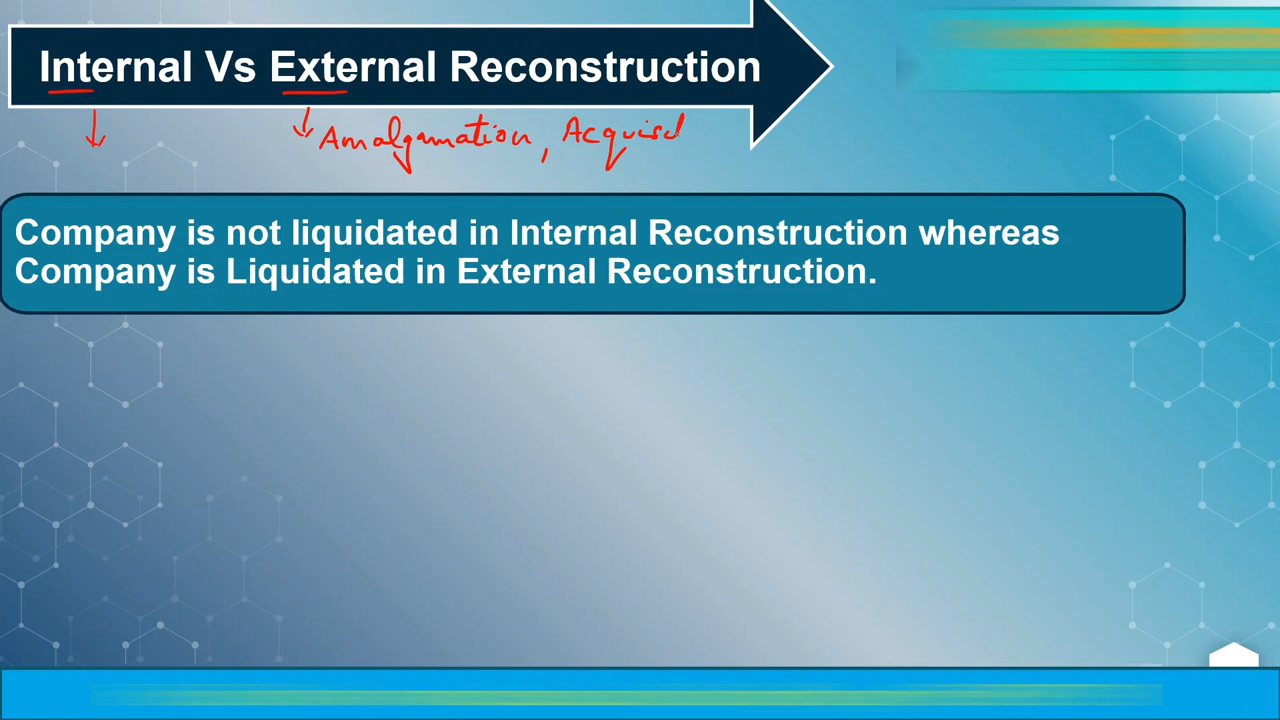 Internal Vs External Reconstruction
Amalgamation, Acquisi
Company is not liquidated in Internal Reconstruction whereas
Company is Liquidated in External Reconstruction.